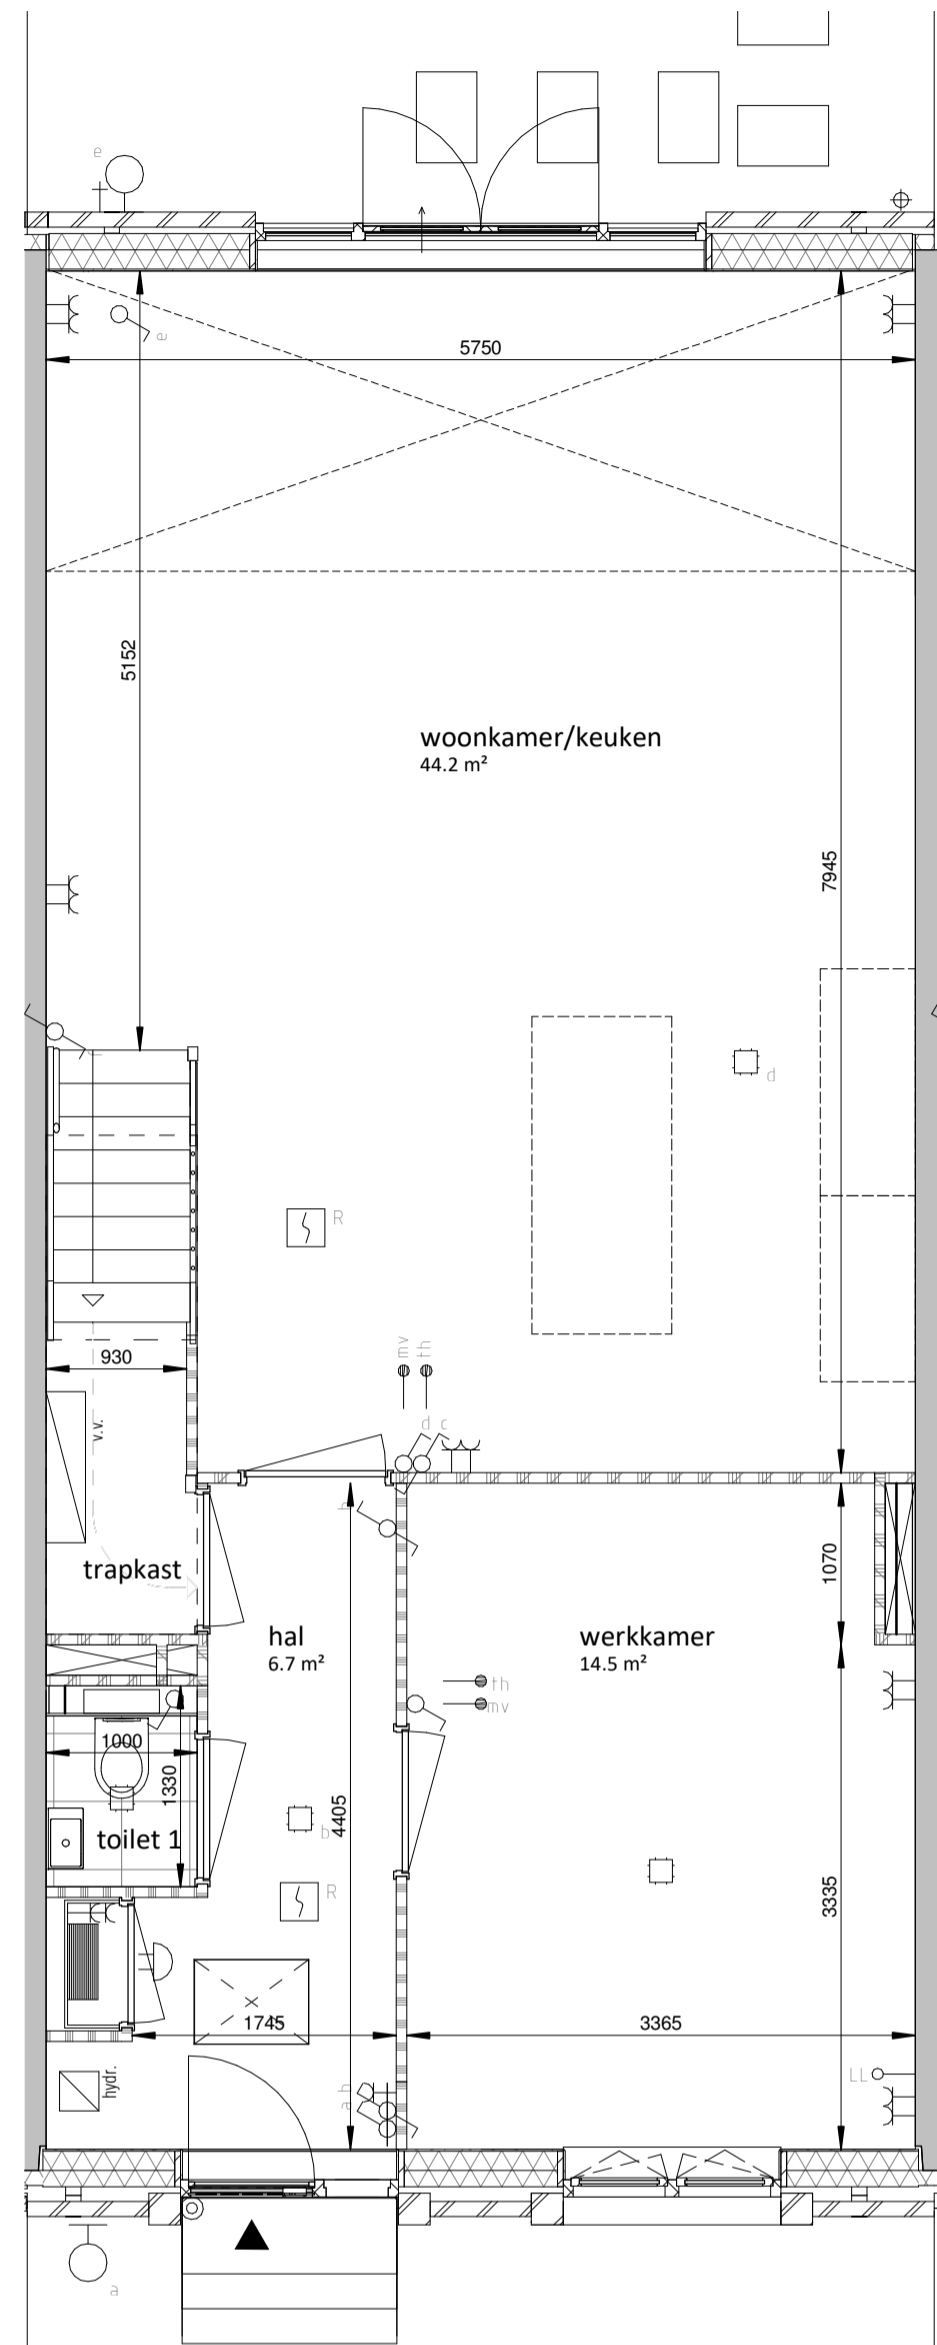 e
e
5750
5152
woonkamer/keuken
44.2 m²
7945
d
R
mv
th
930
v.v.
d c
b
trapkast
1070
hal
6.7 m²
werkkamer
14.5 m²
th
mv
1000
1330
toilet 1
4405
b
R
3335
1745
3365
hydr.
a b
LL
a